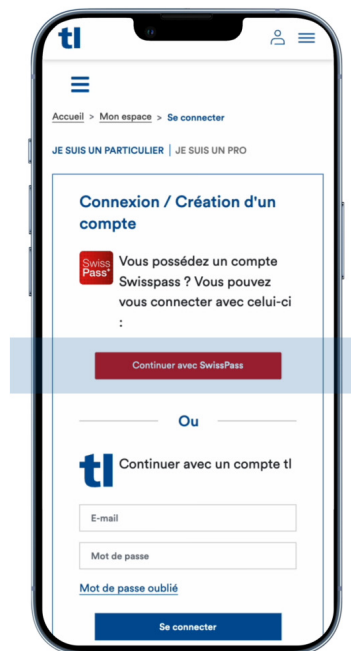 tl
Accueil > Mon espace > Se connecter
JE SUIS UN PARTICULIER | JE SUIS UN PRO
Connexion / Création d'un
compte
Swiss
Pass®
Vous possédez un compte
Swisspass ? Vous pouvez
vous connecter avec celui-ci
:
Continuer avec SwissPass
Ou
tl
Continuer avec un compte tl
E-mail
Mot de passe
Mot de passe oublié
Se connecter